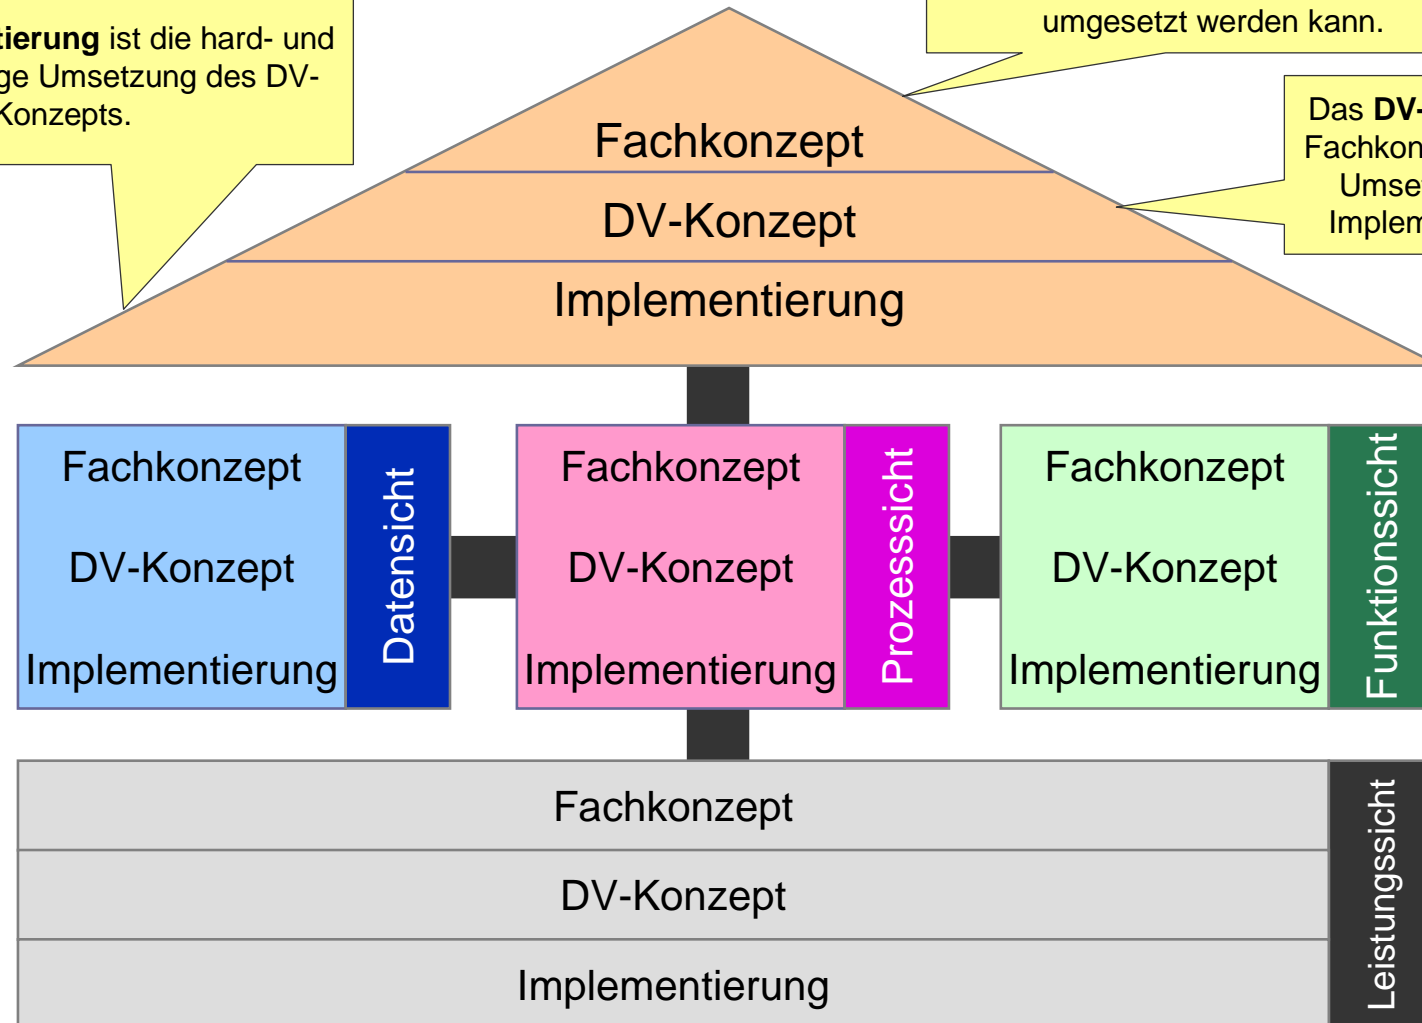 tierung ist die hard- und
ge Umsetzung des DV-
Konzepts.
umgesetzt werden kann.
Das DV-
Fachkon
Umse
Implem
Fachkonzept
DV-Konzept
Implementierung
Fachkonzept
DV-Konzept
Implementierung
Datensicht
Fachkonzept
DV-Konzept
Implementierung
Prozesssicht
Fachkonzept
DV-Konzept
Implementierung
Funktionssicht
Fachkonzept
DV-Konzept
Implementierung
Leistungssicht